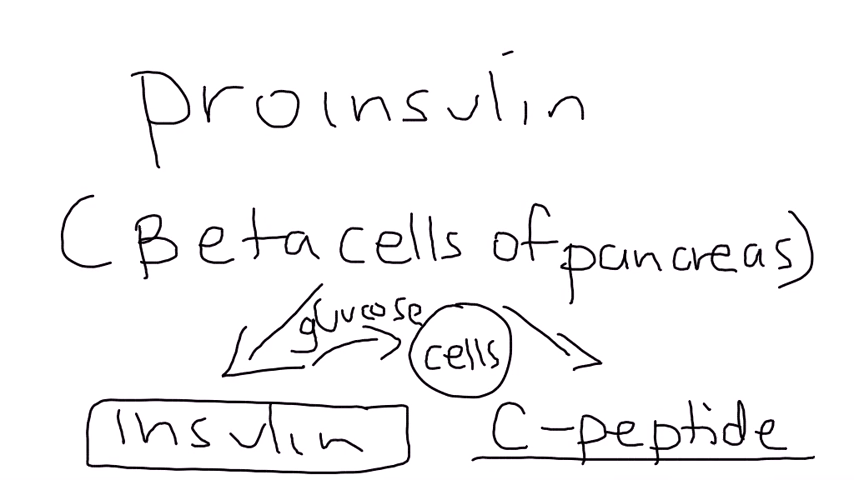 proinsulin
(Beta cells of pancreas)
glucose
cells
insulin
C-peptide